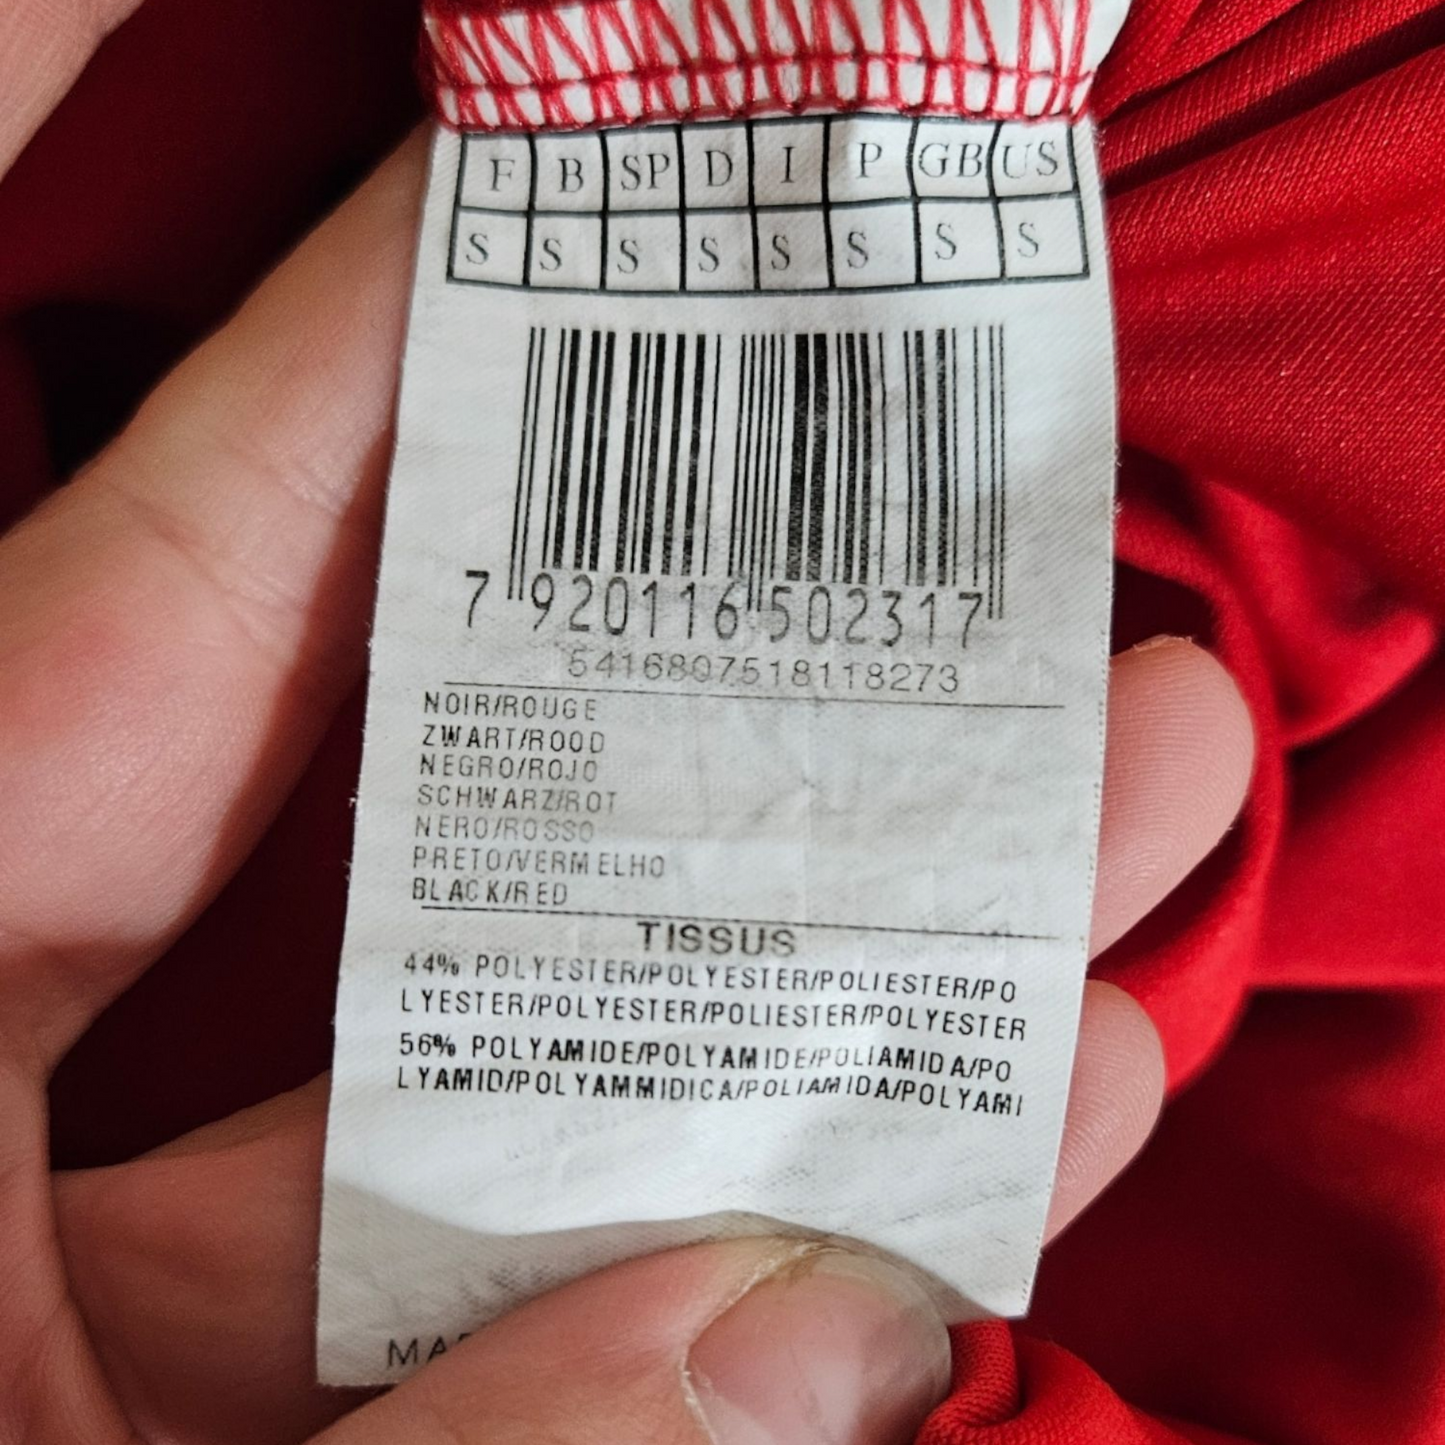 F B SP D I P GB US
S S S S S S S S
7 920116 502317
5416807518118273
NOIR/ROUGE
ZWART/ROOD
NEGRO/ROJO
SCHWARZ/ROT
NERO/ROSSO
PRETO/VERMELHO
BLACK/RED
TISSUS
44% POLYESTER/POLYESTER/POLIESTER/PO
LYESTER/POLYESTER/POLIESTER/POLYESTER
56% POLYAMIDE/POLYAMIDE/POLIAMIDA/PO
LYAMID/POLYAMMIDICA/POLIAMIDA/POLYAMI